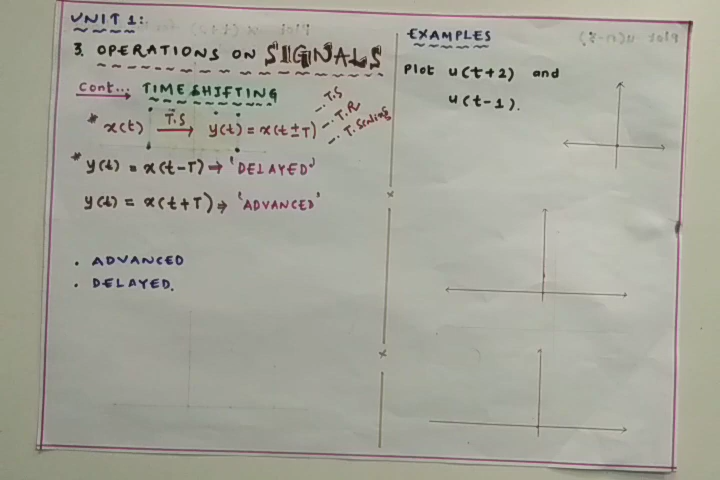 UNIT 1:
3. OPERATIONS ON SIGNALS
Cont... TIME SHIFTING
- T.S
- T.R
- T. Scaling
* x(t) T.S → y(t) = x(t±T)
* y(t) = x(t-T) → 'DELAYED'
y(t) = x(t+T) → 'ADVANCED'
. ADVANCED
. DELAYED.
EXAMPLES
Plot u(t+2) and
u(t-1).